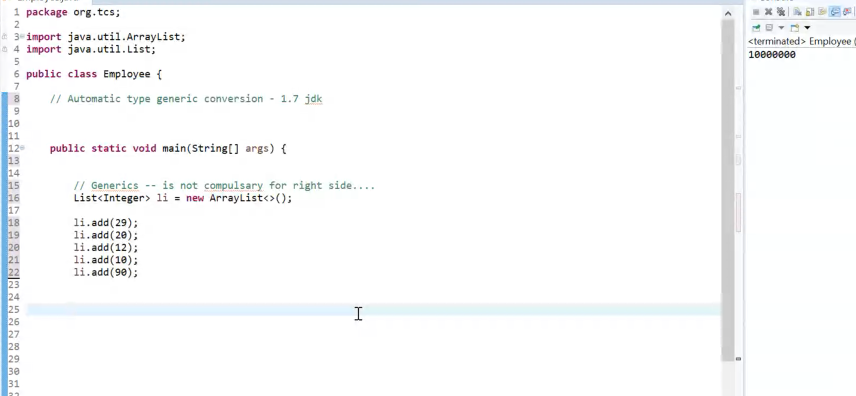 1 package org.tcs;
2
3 import java.util.ArrayList;
4 import java.util.List;
5
6 public class Employee {
7
8 // Automatic type generic conversion - 1.7 jdk
9
10
11
12 public static void main(String[] args) {
13
14
15 // Generics -- is not compulsary for right side....
16 List<Integer> li = new ArrayList<>();
17
18 li.add(29);
19 li.add(20);
20 li.add(12);
21 li.add(10);
22 li.add(90);
23
24
25
26
27
28
29
30
31
<terminated> Employee (
10000000